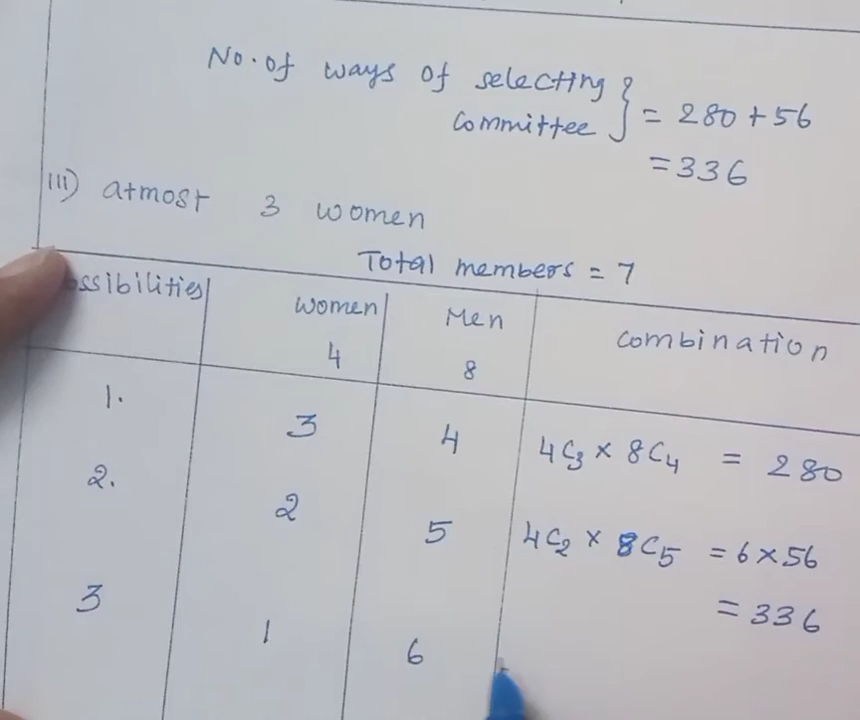 No. of ways of selecting
committee } = 280 + 56
= 336
III) atmost 3 women
Total members = 7
ossibilities women 4 Men 8 combination
1. 3 4 4C3 × 8C4 = 280
2. 2 5 4C2 × 8C5 = 6 × 56
= 336
3 1 6